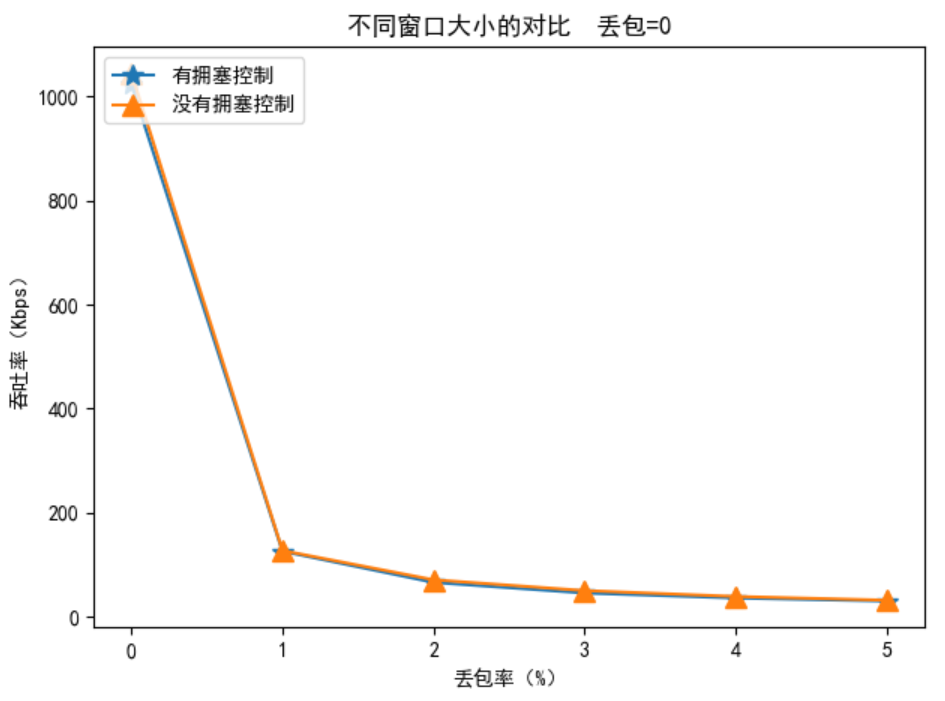 不同窗口大小的对比 丢包=0
有拥塞控制
没有拥塞控制
吞吐率（Kbps）
1000
800
600
400
200
0
0 1 2 3 4 5
丢包率（%）